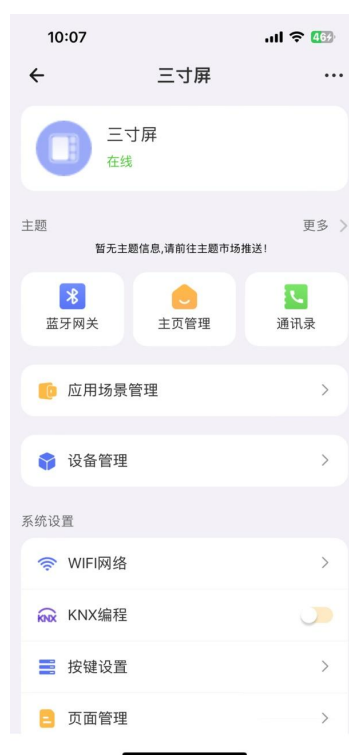 10:07
46
三寸屏
三寸屏
在线
主题
更多
暂无主题信息,请前往主题市场推送!
蓝牙网关
主页管理
通讯录
应用场景管理
设备管理
系统设置
WIFI网络
KNX
KNX编程
按键设置
页面管理